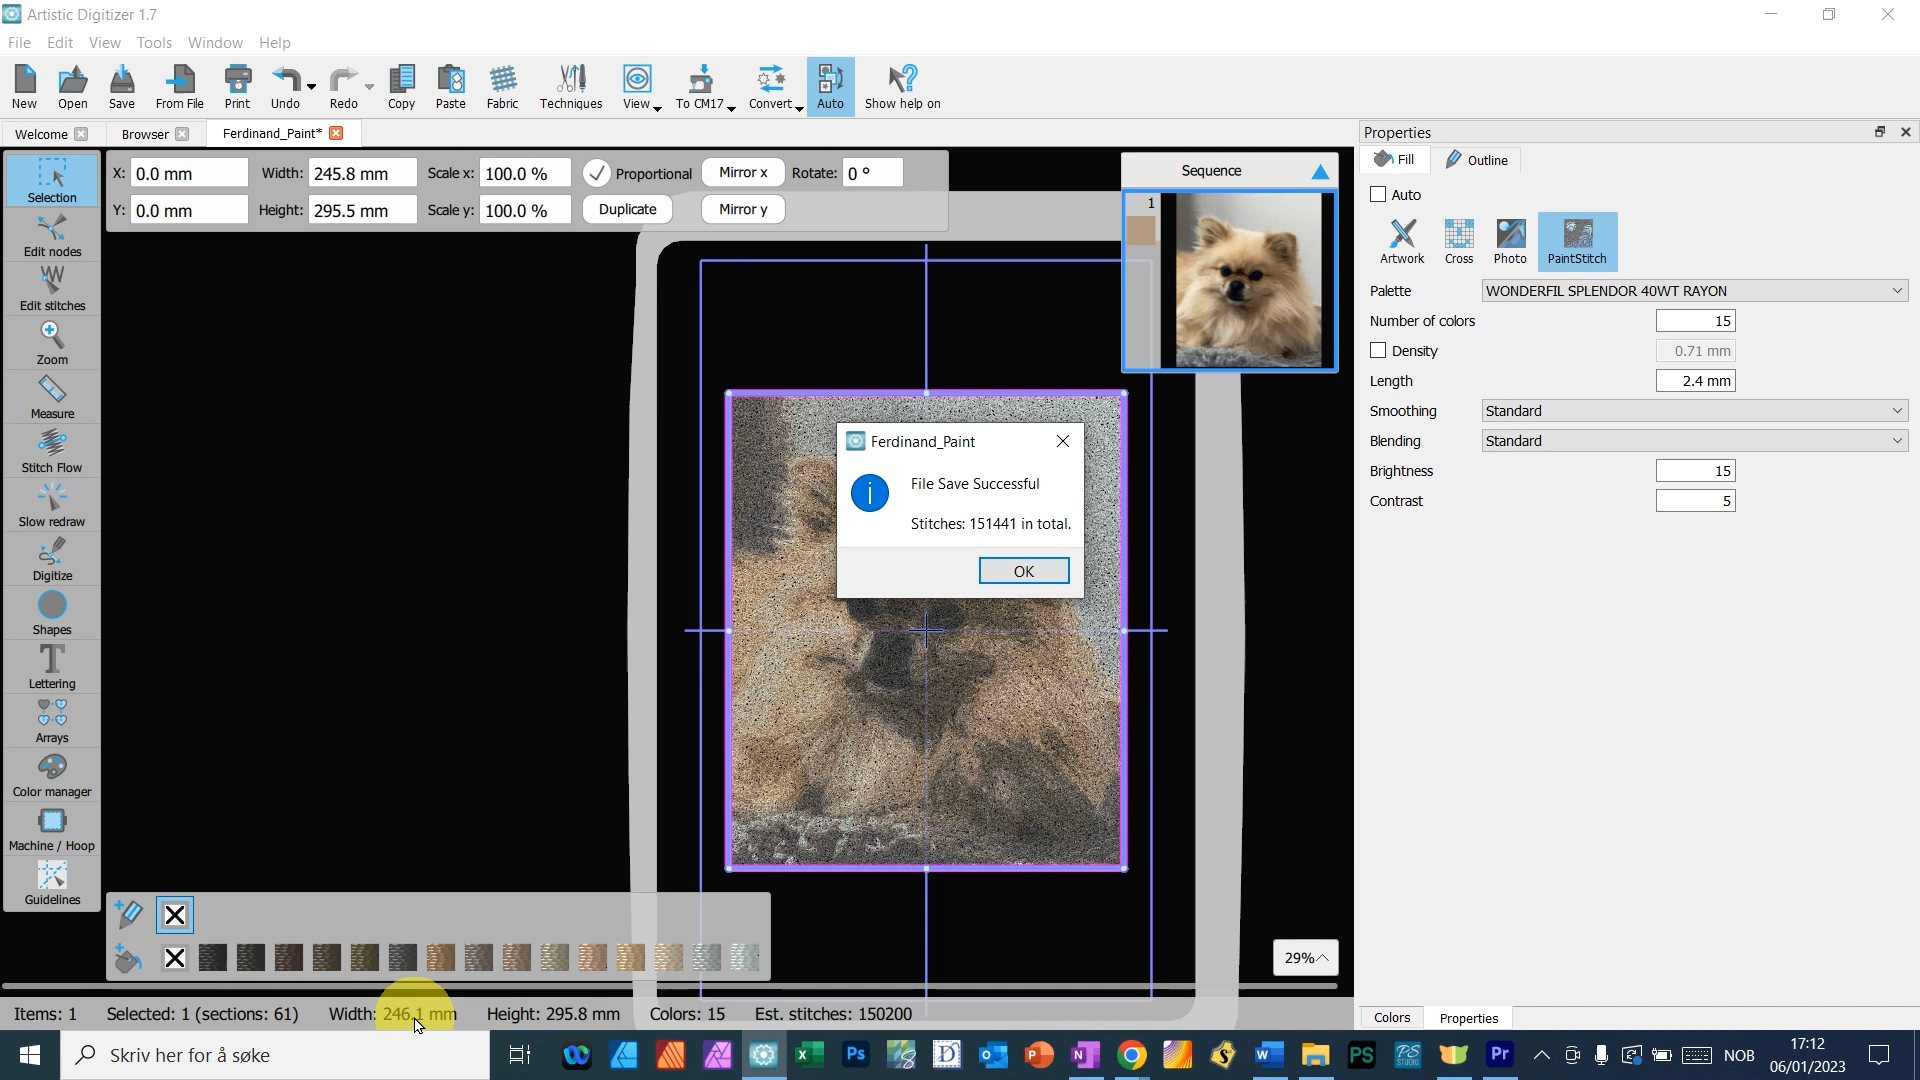 Artistic Digitizer 1.7
File Edit View Tools Window Help
New Open Save From File Print Undo Redo Copy Paste Fabric Techniques View To CM17 Convert Auto Show help on
Welcome Browser Ferdinand_Paint*
Properties
Fill Outline
X: 0.0 mm Width: 245.8 mm Scale x: 100.0 % Proportional Mirror x Rotate: 0 °
Y: 0.0 mm Height: 295.5 mm Scale y: 100.0 % Duplicate Mirror y
Sequence
1
Auto
Artwork Cross Photo PaintStitch
Palette WONDERFIL SPLENDOR 40WT RAYON
Number of colors 15
Density 0.71 mm
Length 2.4 mm
Smoothing Standard
Blending Standard
Brightness 15
Contrast 5
Selection
Edit nodes
Edit stitches
Zoom
Measure
Stitch Flow
Slow redraw
Digitize
Shapes
Lettering
Arrays
Color manager
Machine / Hoop
Guidelines
Ferdinand_Paint
File Save Successful
Stitches: 151441 in total.
OK
29%
Items: 1 Selected: 1 (sections: 61) Width: 246.1 mm Height: 295.8 mm Colors: 15 Est. stitches: 150200
Colors Properties
Skriv her for å søke
Ps
PS
PS
STUDIO
Pr
NOB
17:12
06/01/2023